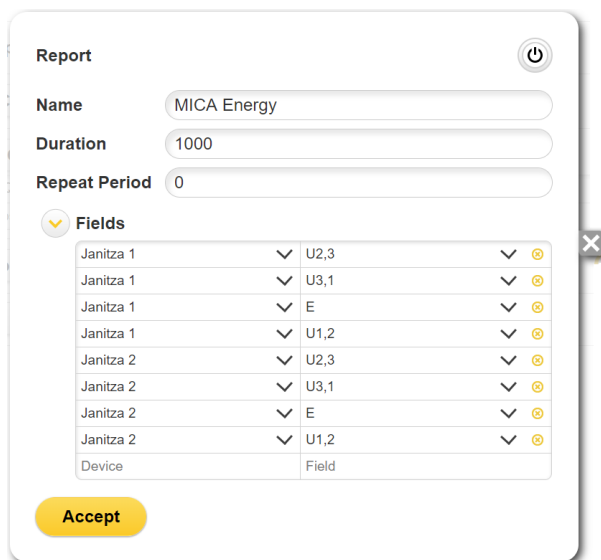 Report
Name MICA Energy
Duration 1000
Repeat Period 0
Fields
Janitza 1 U2,3
Janitza 1 U3,1
Janitza 1 E
Janitza 1 U1,2
Janitza 2 U2,3
Janitza 2 U3,1
Janitza 2 E
Janitza 2 U1,2
Device Field
Accept